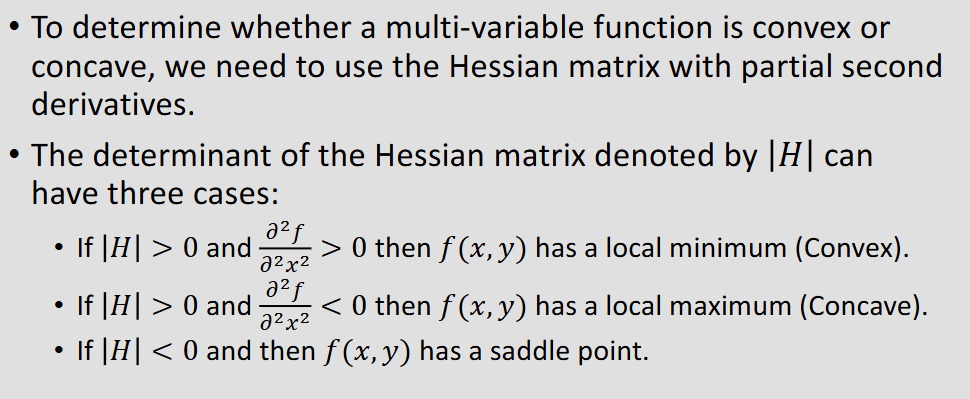 • To determine whether a multi-variable function is convex or
concave, we need to use the Hessian matrix with partial second
derivatives.
• The determinant of the Hessian matrix denoted by |𝐻| can
have three cases:
• If |𝐻| > 0 and ∂²𝑓/∂²𝑥² > 0 then 𝑓(𝑥, 𝑦) has a local minimum (Convex).
• If |𝐻| > 0 and ∂²𝑓/∂²𝑥² < 0 then 𝑓(𝑥, 𝑦) has a local maximum (Concave).
• If |𝐻| < 0 and then 𝑓(𝑥, 𝑦) has a saddle point.